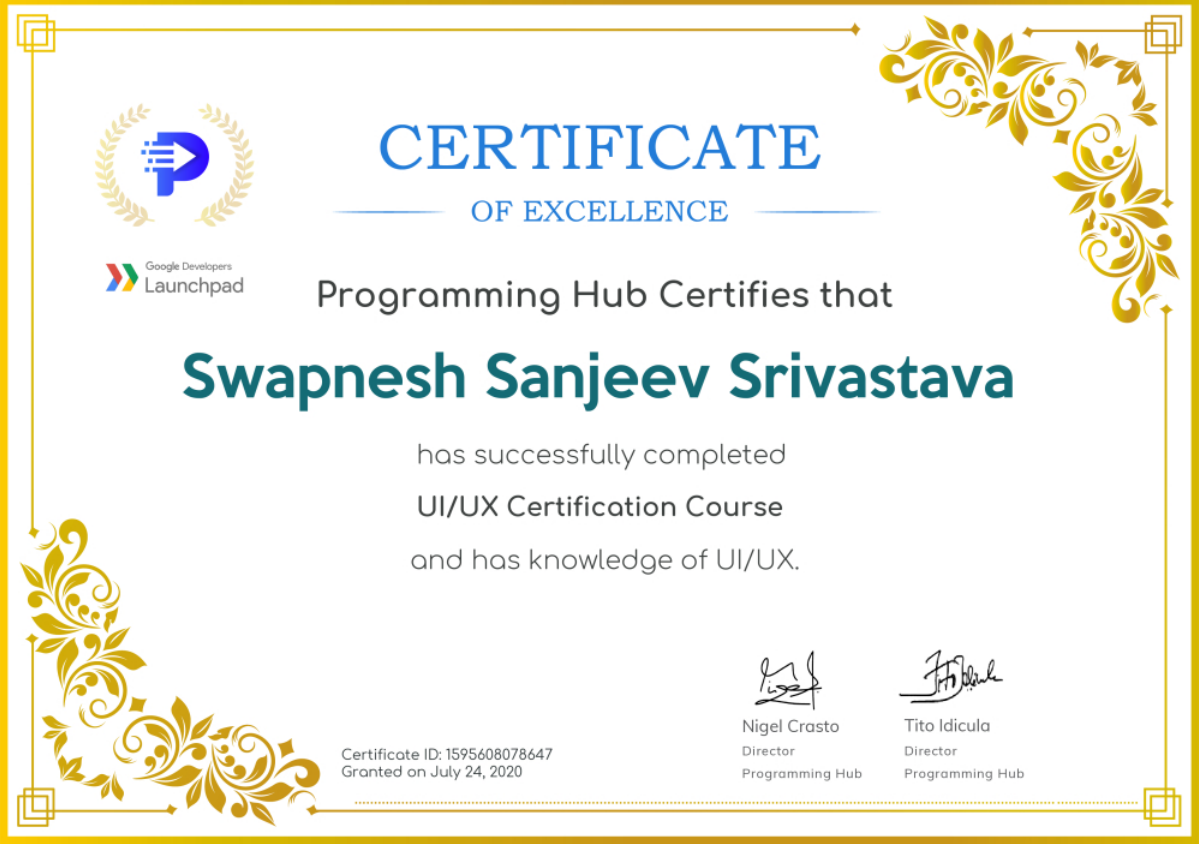 CERTIFICATE
OF EXCELLENCE
Google Developers
Launchpad
Programming Hub Certifies that
Swapnesh Sanjeev Srivastava
has successfully completed
UI/UX Certification Course
and has knowledge of UI/UX.
Nigel Crasto
Director
Programming Hub
Tito Idicula
Director
Programming Hub
Certificate ID: 1595608078647
Granted on July 24, 2020